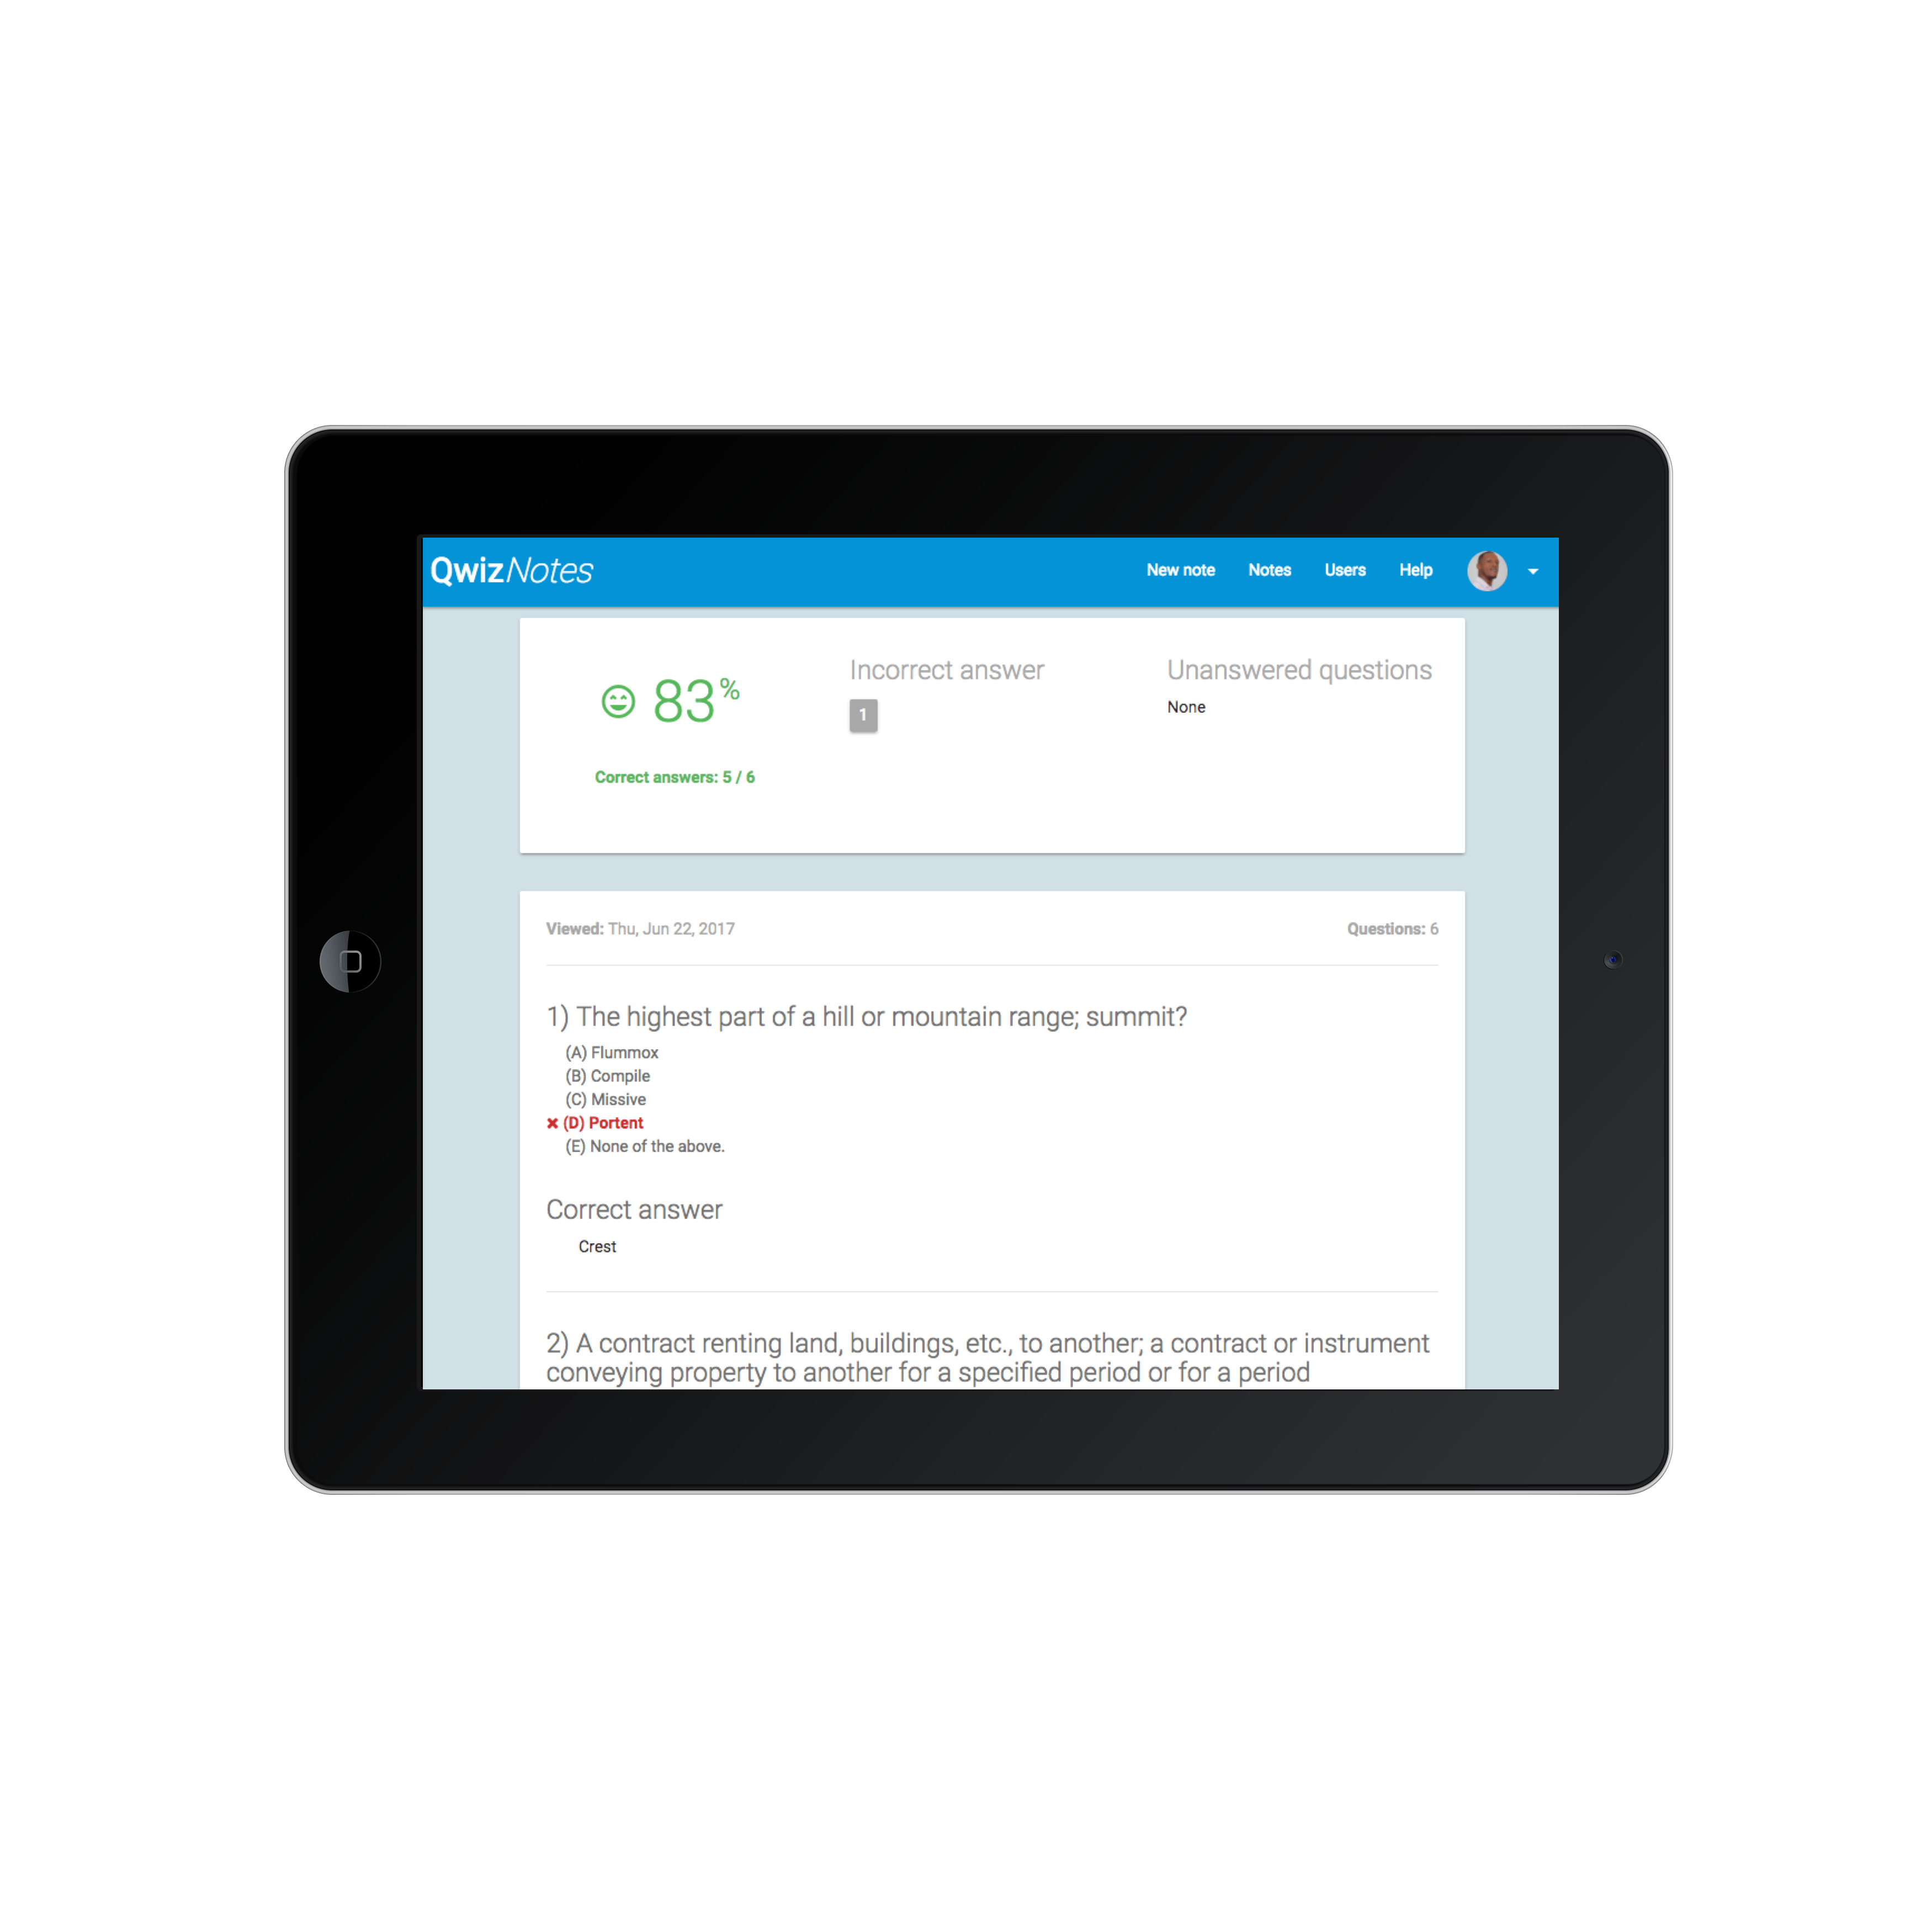 QwizNotes
New note Notes Users Help
83%
Correct answers: 5 / 6
Incorrect answer
1
Unanswered questions
None
Viewed: Thu, Jun 22, 2017 Questions: 6
1) The highest part of a hill or mountain range; summit?
(A) Flummox
(B) Compile
(C) Missive
(D) Portent
(E) None of the above.
Correct answer
Crest
2) A contract renting land, buildings, etc., to another; a contract or instrument
conveying property to another for a specified period or for a period